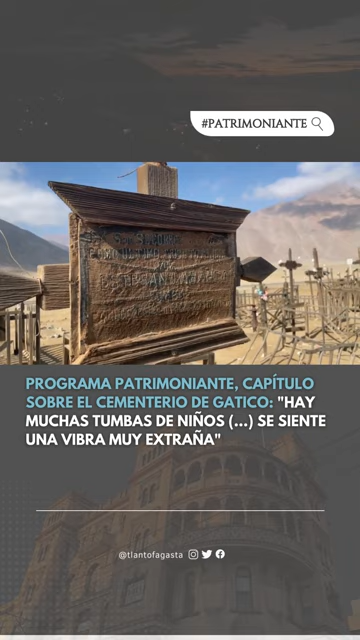 #PATRIMONIANTE
PROGRAMA PATRIMONIANTE, CAPÍTULO
SOBRE EL CEMENTERIO DE GATICO: "HAY
MUCHAS TUMBAS DE NIÑOS (...) SE SIENTE
UNA VIBRA MUY EXTRAÑA"
@tlantofagasta